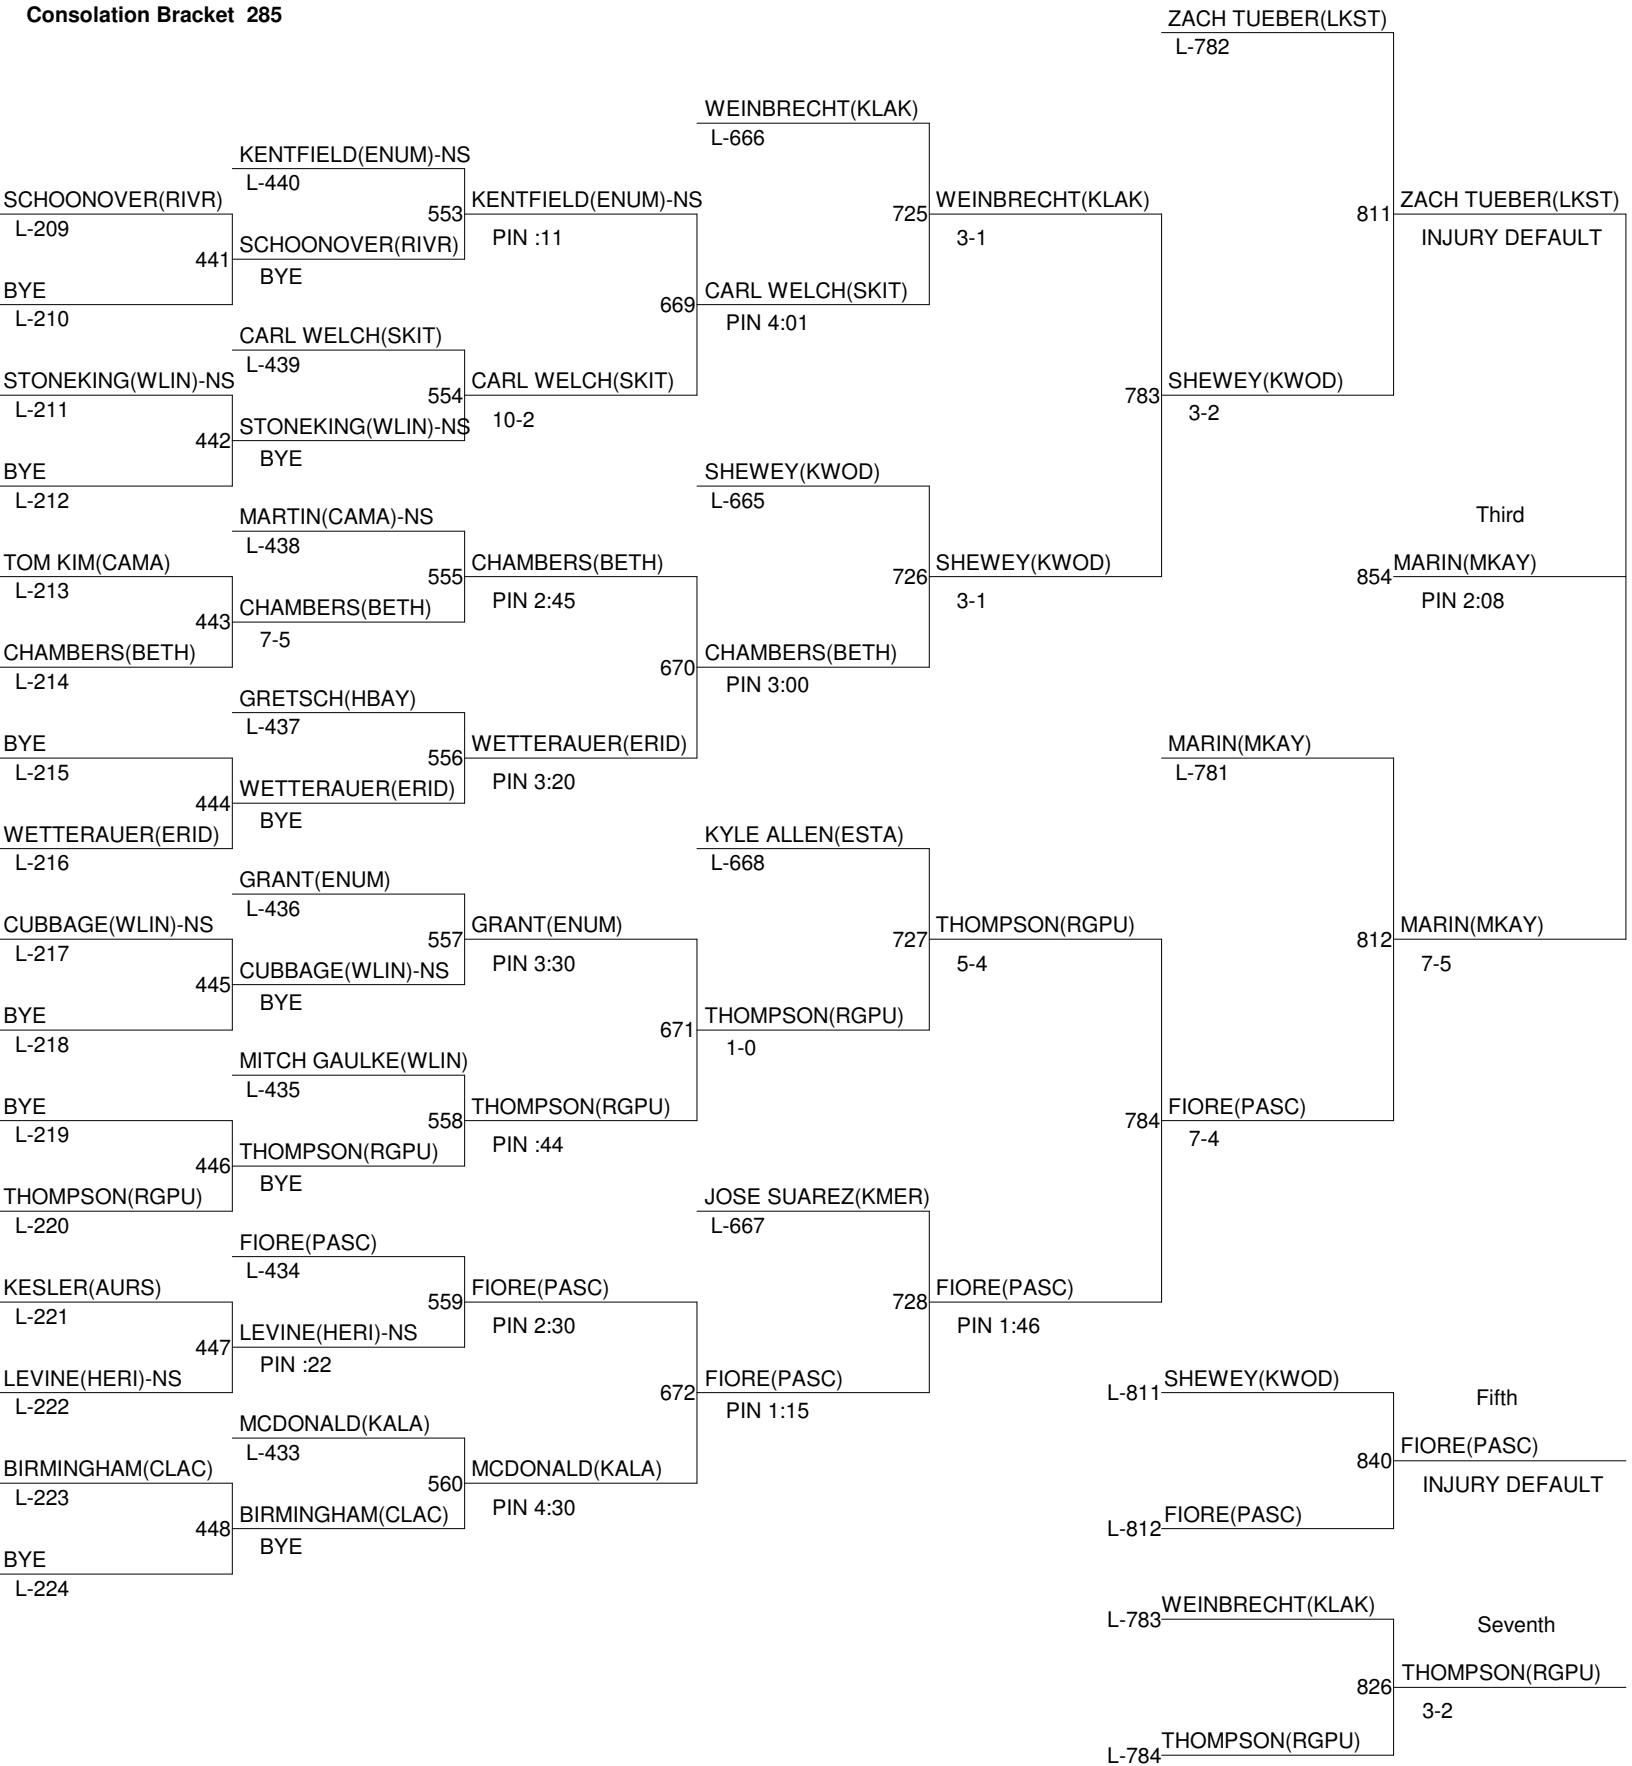 Consolation Bracket 285
ZACH TUEBER(LKST)
L-782
WEINBRECHT(KLAK)
L-666
KENTFIELD(ENUM)-NS
L-440
SCHOONOVER(RIVR)
L-209
553
KENTFIELD(ENUM)-NS
PIN :11
725
WEINBRECHT(KLAK)
3-1
811
ZACH TUEBER(LKST)
INJURY DEFAULT
441
SCHOONOVER(RIVR)
BYE
BYE
L-210
669
CARL WELCH(SKIT)
PIN 4:01
CARL WELCH(SKIT)
L-439
STONEKING(WLIN)-NS
L-211
554
CARL WELCH(SKIT)
10-2
783
SHEWEY(KWOD)
3-2
442
STONEKING(WLIN)-NS
BYE
BYE
L-212
SHEWEY(KWOD)
L-665
MARTIN(CAMA)-NS
L-438
Third
TOM KIM(CAMA)
L-213
555
CHAMBERS(BETH)
PIN 2:45
726
SHEWEY(KWOD)
3-1
854
MARIN(MKAY)
PIN 2:08
443
CHAMBERS(BETH)
7-5
CHAMBERS(BETH)
L-214
670
CHAMBERS(BETH)
PIN 3:00
GRETSCH(HBAY)
L-437
BYE
L-215
556
WETTERAUER(ERID)
PIN 3:20
MARIN(MKAY)
L-781
444
WETTERAUER(ERID)
BYE
WETTERAUER(ERID)
L-216
KYLE ALLEN(ESTA)
L-668
GRANT(ENUM)
L-436
CUBBAGE(WLIN)-NS
L-217
557
GRANT(ENUM)
PIN 3:30
727
THOMPSON(RGPU)
5-4
812
MARIN(MKAY)
7-5
445
CUBBAGE(WLIN)-NS
BYE
BYE
L-218
671
THOMPSON(RGPU)
1-0
MITCH GAULKE(WLIN)
L-435
BYE
L-219
558
THOMPSON(RGPU)
PIN :44
784
FIORE(PASC)
7-4
446
THOMPSON(RGPU)
BYE
THOMPSON(RGPU)
L-220
JOSE SUAREZ(KMER)
L-667
FIORE(PASC)
L-434
KESLER(AURS)
L-221
559
FIORE(PASC)
PIN 2:30
728
FIORE(PASC)
PIN 1:46
447
LEVINE(HERI)-NS
PIN :22
LEVINE(HERI)-NS
L-222
672
FIORE(PASC)
PIN 1:15
L-811
SHEWEY(KWOD)
Fifth
MCDONALD(KALA)
L-433
BIRMINGHAM(CLAC)
L-223
560
MCDONALD(KALA)
PIN 4:30
840
FIORE(PASC)
INJURY DEFAULT
448
BIRMINGHAM(CLAC)
BYE
L-812
FIORE(PASC)
BYE
L-224
L-783
WEINBRECHT(KLAK)
Seventh
826
THOMPSON(RGPU)
3-2
L-784
THOMPSON(RGPU)